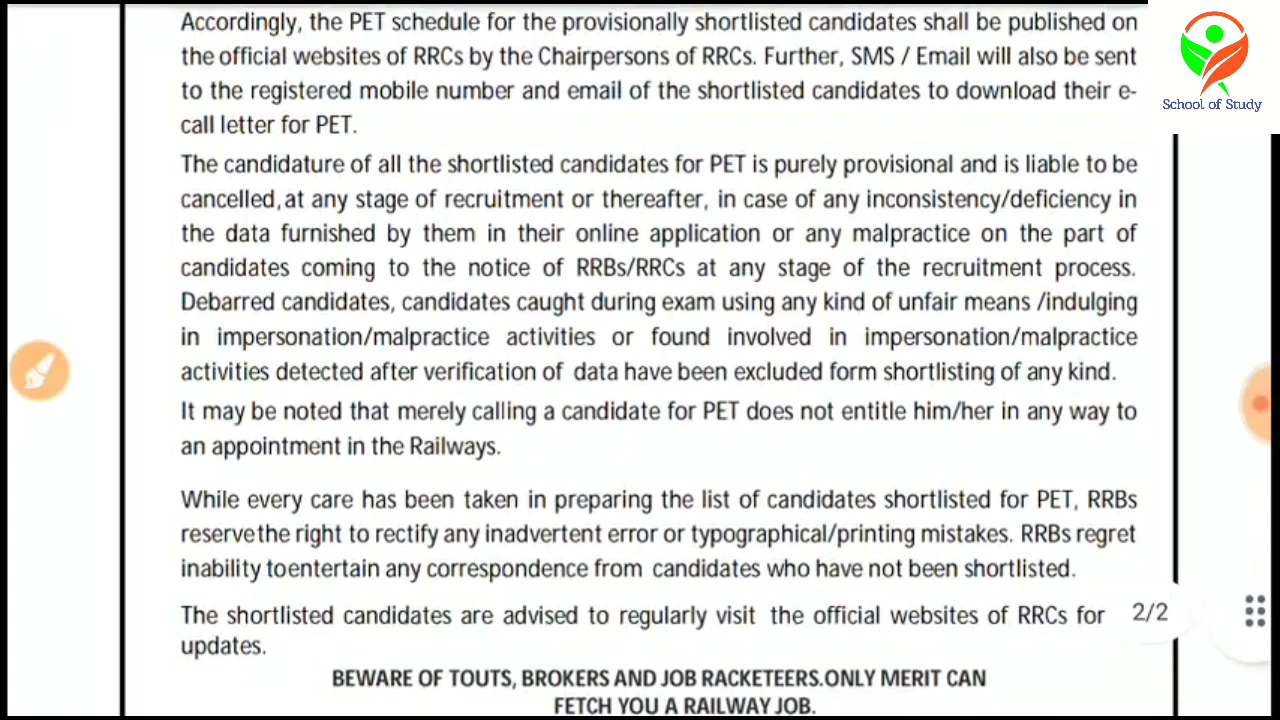 Accordingly, the PET schedule for the provisionally shortlisted candidates shall be published on
the official websites of RRCs by the Chairpersons of RRCs. Further, SMS / Email will also be sent
to the registered mobile number and email of the shortlisted candidates to download their e-
call letter for PET.
School of Study
The candidature of all the shortlisted candidates for PET is purely provisional and is liable to be
cancelled, at any stage of recruitment or thereafter, in case of any inconsistency/deficiency in
the data furnished by them in their online application or any malpractice on the part of
candidates coming to the notice of RRBs/RRCs at any stage of the recruitment process.
Debarred candidates, candidates caught during exam using any kind of unfair means /indulging
in impersonation/malpractice activities or found involved in impersonation/malpractice
activities detected after verification of data have been excluded form shortlisting of any kind.
It may be noted that merely calling a candidate for PET does not entitle him/her in any way to
an appointment in the Railways.
While every care has been taken in preparing the list of candidates shortlisted for PET, RRBs
reservethe right to rectify any inadvertent error or typographical/printing mistakes. RRBs regret
inability toentertain any correspondence from candidates who have not been shortlisted.
The shortlisted candidates are advised to regularly visit the official websites of RRCs for
updates.
2/2
BEWARE OF TOUTS, BROKERS AND JOB RACKETEERS.ONLY MERIT CAN
FETCH YOU A RAILWAY JOB.